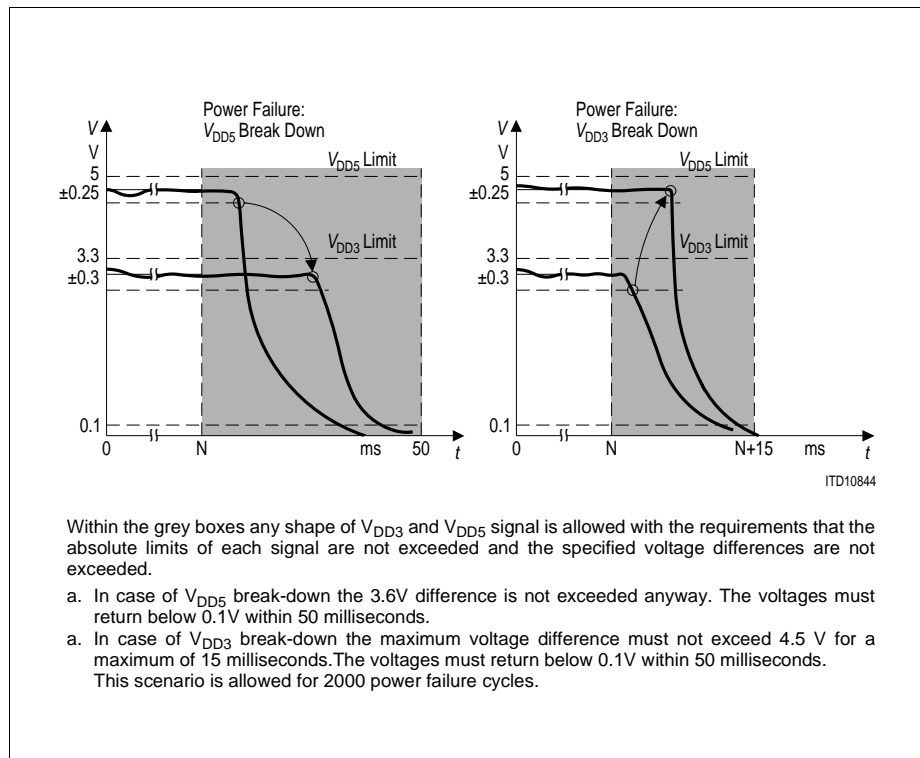 Power Failure:
VDD5 Break Down
V
V
5
±0.25
3.3
±0.3
0.1
0
VDD5 Limit
VDD3 Limit
N
ms
50
t
Power Failure:
VDD3 Break Down
V
V
5
±0.25
3.3
±0.3
0.1
0
VDD5 Limit
VDD3 Limit
N
N+15
ms
t
ITD10844
Within the grey boxes any shape of VDD3 and VDD5 signal is allowed with the requirements that the
absolute limits of each signal are not exceeded and the specified voltage differences are not
exceeded.
a. In case of VDD5 break-down the 3.6V difference is not exceeded anyway. The voltages must
return below 0.1V within 50 milliseconds.
a. In case of VDD3 break-down the maximum voltage difference must not exceed 4.5 V for a
maximum of 15 milliseconds.The voltages must return below 0.1V within 50 milliseconds.
This scenario is allowed for 2000 power failure cycles.